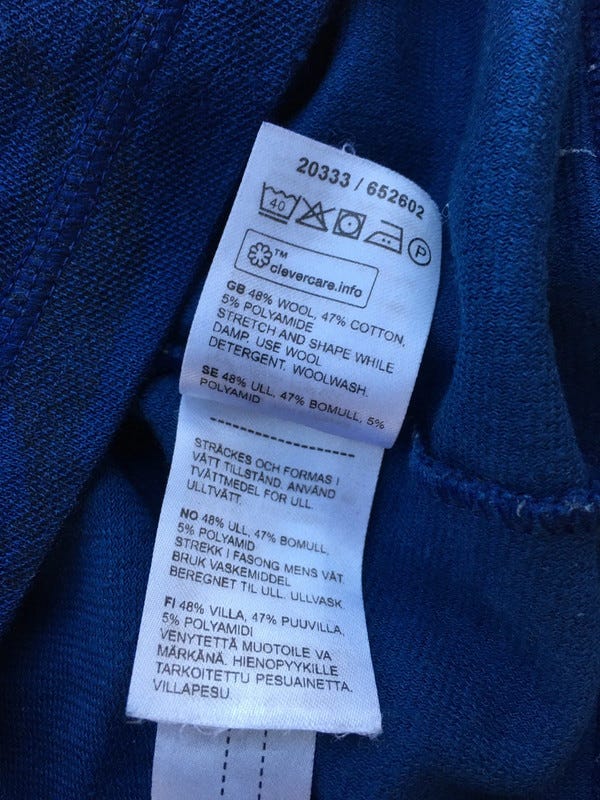 20333 / 652602
40 P
™
clevercare.info
GB 48% WOOL, 47% COTTON,
5% POLYAMIDE
STRETCH AND SHAPE WHILE
DAMP. USE WOOL
DETERGENT. WOOLWASH.
SE 48% ULL, 47% BOMULL, 5%
POLYAMID
STRÄCKES OCH FORMAS I
VÅTT TILLSTÅND. ANVÄND
TVÄTTMEDEL FÖR ULL.
ULLTVÄTT.
NO 48% ULL, 47% BOMULL,
5% POLYAMID
STREKK I FASONG MENS VÅT.
BRUK VASKEMIDDEL
BEREGNET TIL ULL. ULLVASK.
FI 48% VILLA, 47% PUUVILLA,
5% POLYAMIDI
VENYTETTÄ MUOTOILE VA
MÄRKÄNÄ. HIENOPYYKILLE
TARKOITETTU PESUAINETTA.
VILLAPESU.